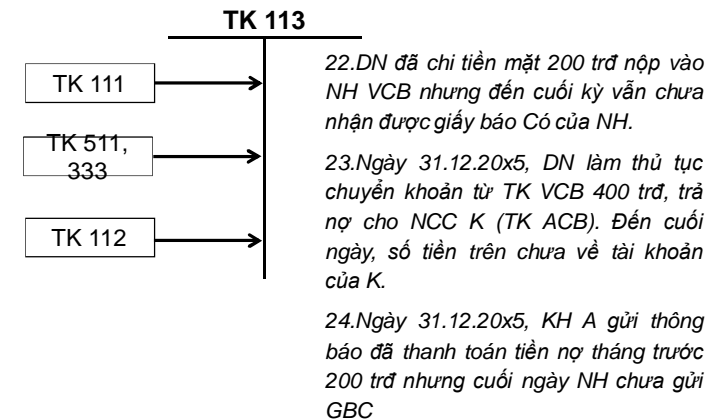 TK 113
TK 111
TK 511,
333
TK 112
22.DN đã chi tiền mặt 200 trđ nộp vào
NH VCB nhưng đến cuối kỳ vẫn chưa
nhận được giấy báo Có của NH.
23.Ngày 31.12.20x5, DN làm thủ tục
chuyển khoản từ TK VCB 400 trđ, trả
nợ cho NCC K (TK ACB). Đến cuối
ngày, số tiền trên chưa về tài khoản
của K.
24.Ngày 31.12.20x5, KH A gửi thông
báo đã thanh toán tiền nợ tháng trước
200 trđ nhưng cuối ngày NH chưa gửi
GBC